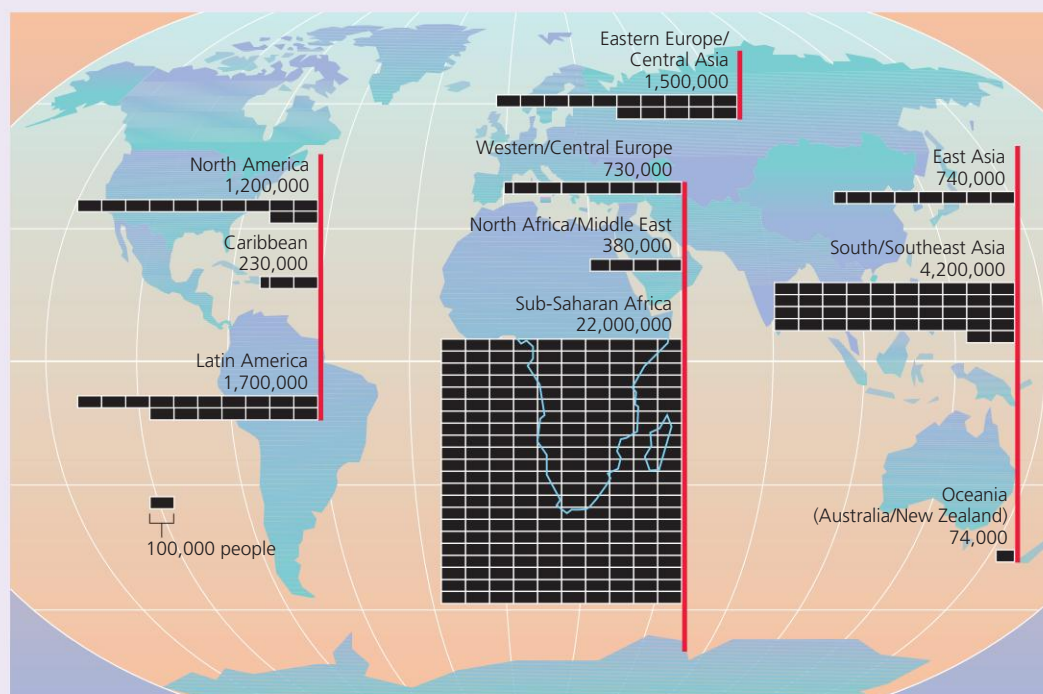 Eastern Europe/
Central Asia
1,500,000
North America
1,200,000
Western/Central Europe
730,000
East Asia
740,000
Caribbean
230,000
North Africa/Middle East
380,000
South/Southeast Asia
4,200,000
Sub-Saharan Africa
22,000,000
Latin America
1,700,000
Oceania
(Australia/New Zealand)
74,000
100,000 people